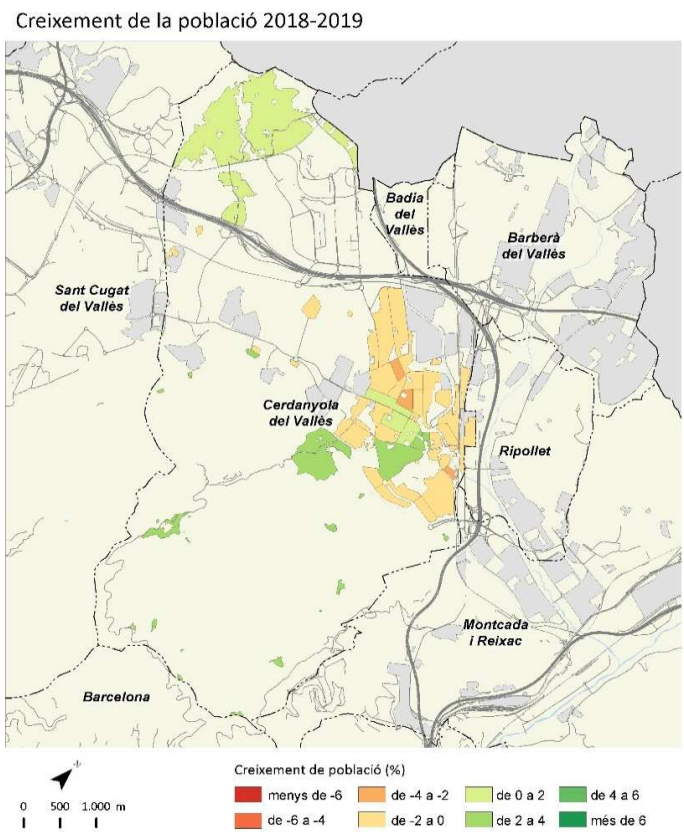 Creixement de la població 2018-2019
Badia
del
Vallès
Barberà
del Vallès
Sant Cugat
del Vallès
Cerdanyola
del Vallès
Ripollet
Montcada
i Reixac
Barcelona
Creixement de població (%)
menys de -6
de -4 a -2
de 0 a 2
de 4 a 6
de -6 a -4
de -2 a 0
de 2 a 4
més de 6
0 500 1.000 m